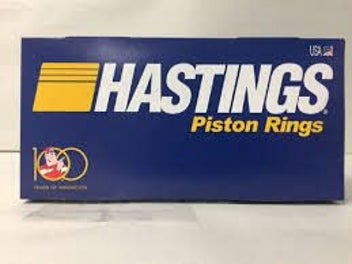 USA
HASTINGS®
Piston Rings
100
YEARS OF INNOVATION